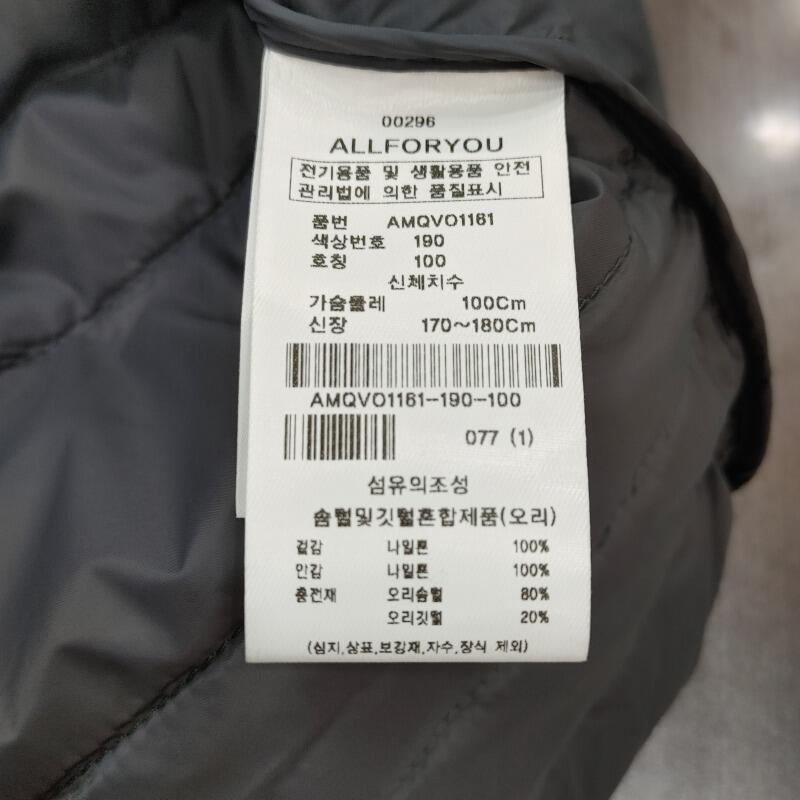 00296
ALLFORYOU
전기용품 및 생활용품 안전
관리법에 의한 품질표시
품번 AMQVO1161
색상번호 190
호칭 100
신체치수
가슴둘레 100Cm
신장 170~180Cm
AMQVO1161-190-100
077 (1)
섬유의조성
솜털및깃털혼합제품(오리)
겉감 나일론 100%
안감 나일론 100%
충전재 오리솜털 80%
오리깃털 20%
(심지,상표,보강재,자수,장식 제외)